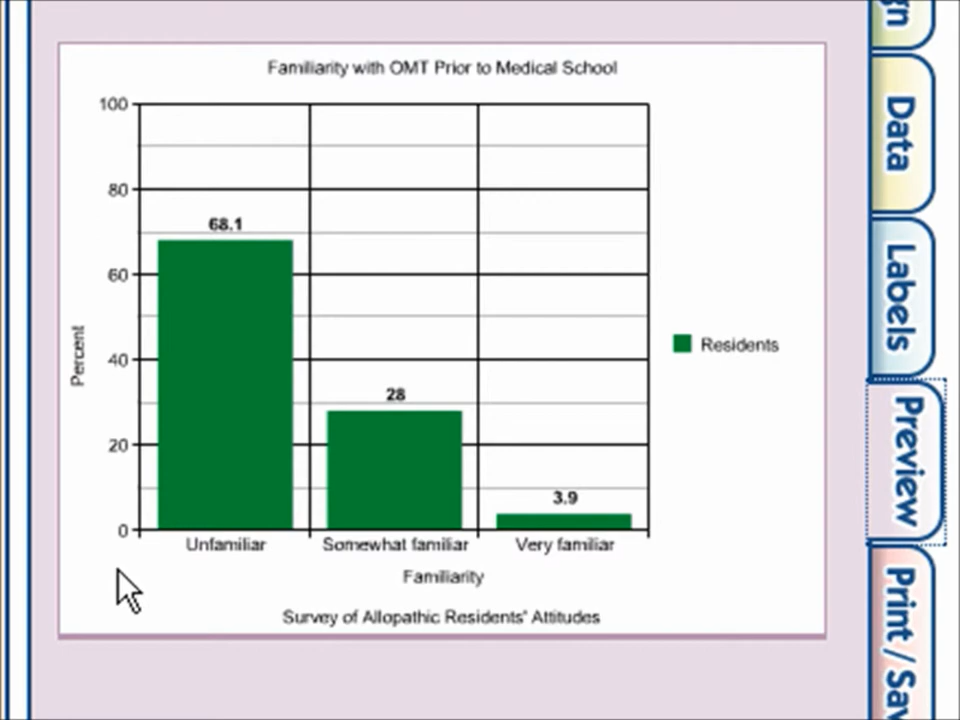 Familiarity with OMT Prior to Medical School
100
80
60
40
20
0
Percent
68.1
28
3.9
Unfamiliar Somewhat familiar Very familiar
Familiarity
Survey of Allopathic Residents' Attitudes
Residents
Data
Labels
Preview
Print / Sav